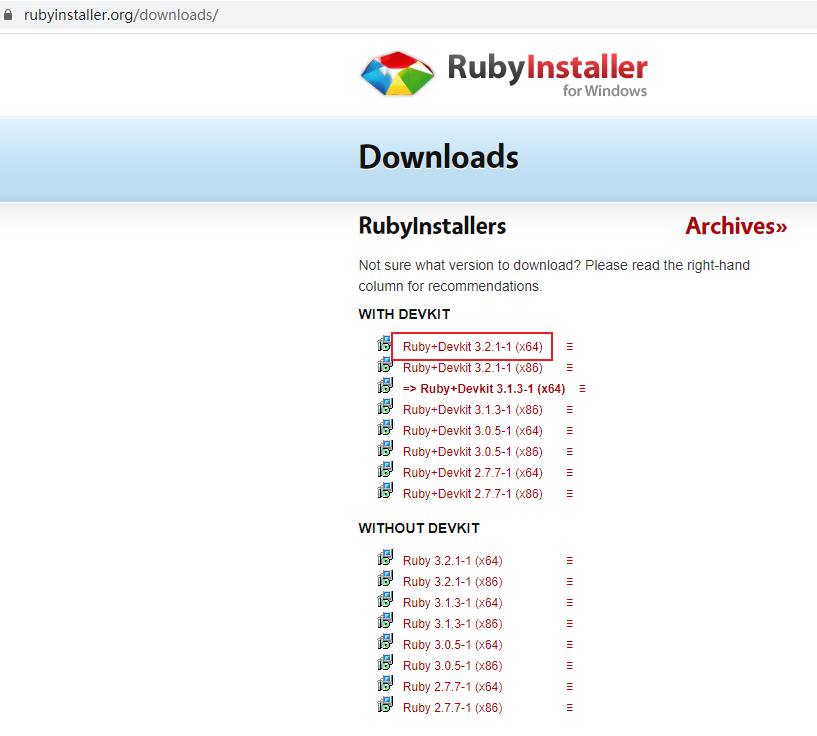 rubyinstaller.org/downloads/
RubyInstaller
for Windows
Downloads
RubyInstallers Archives»
Not sure what version to download? Please read the right-hand
column for recommendations.
WITH DEVKIT
Ruby+Devkit 3.2.1-1 (x64)
Ruby+Devkit 3.2.1-1 (x86)
=> Ruby+Devkit 3.1.3-1 (x64)
Ruby+Devkit 3.1.3-1 (x86)
Ruby+Devkit 3.0.5-1 (x64)
Ruby+Devkit 3.0.5-1 (x86)
Ruby+Devkit 2.7.7-1 (x64)
Ruby+Devkit 2.7.7-1 (x86)
WITHOUT DEVKIT
Ruby 3.2.1-1 (x64)
Ruby 3.2.1-1 (x86)
Ruby 3.1.3-1 (x64)
Ruby 3.1.3-1 (x86)
Ruby 3.0.5-1 (x64)
Ruby 3.0.5-1 (x86)
Ruby 2.7.7-1 (x64)
Ruby 2.7.7-1 (x86)